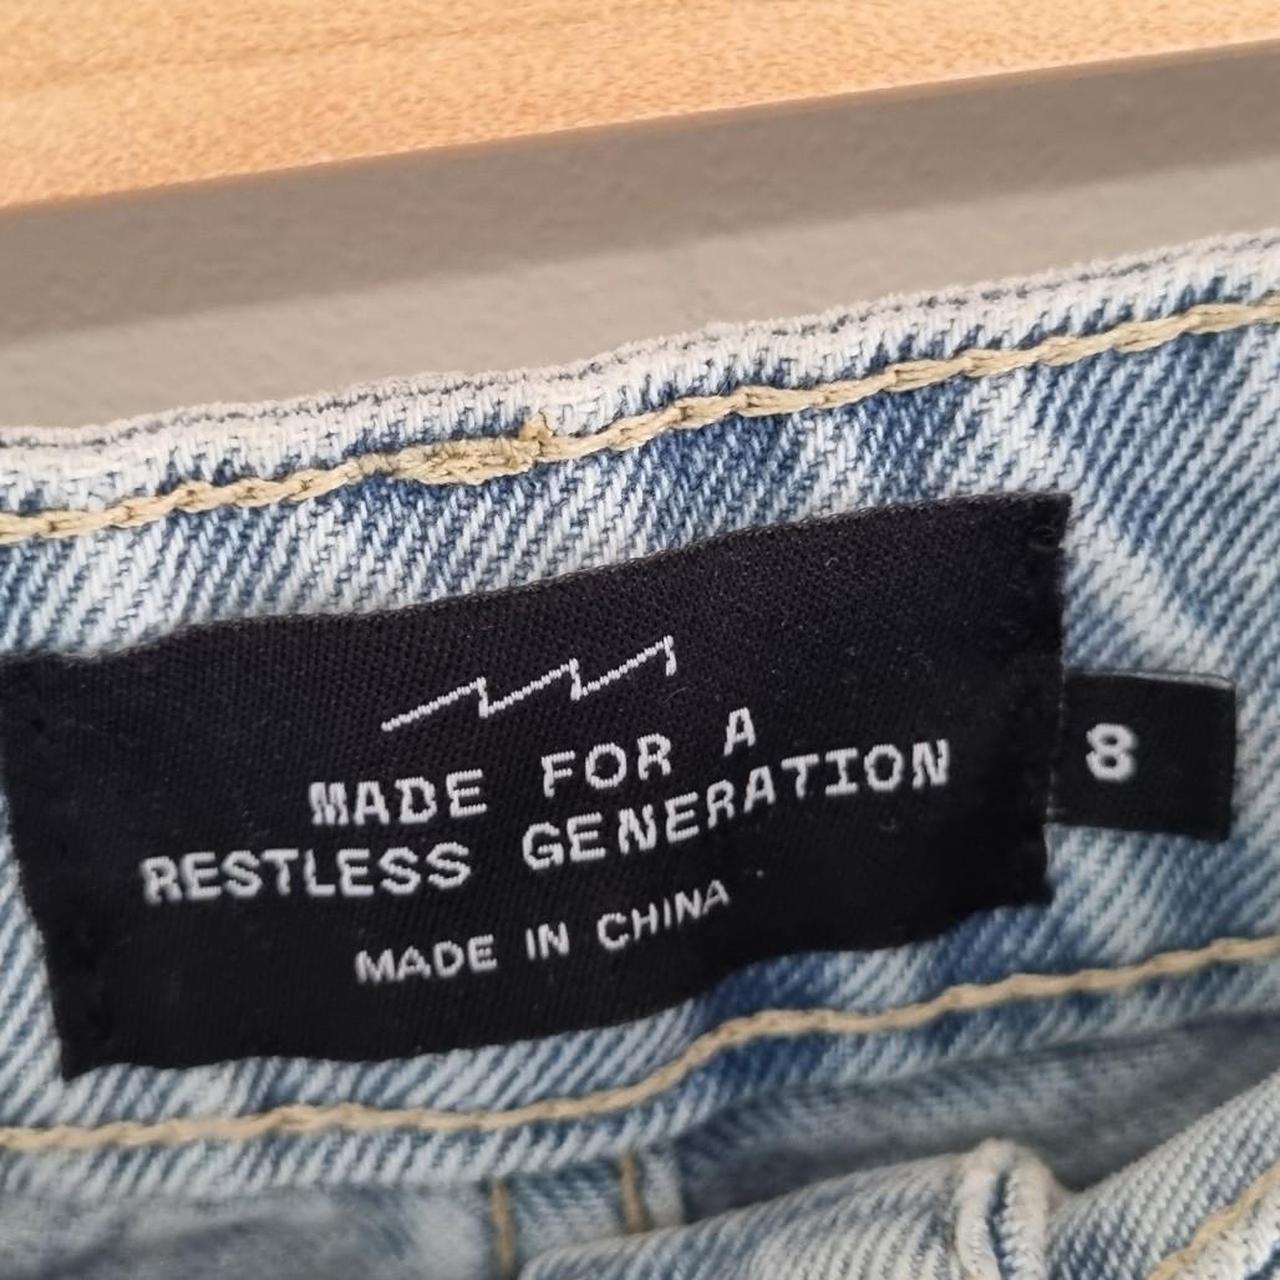 MADE FOR A
RESTLESS GENERATION
MADE IN CHINA
8